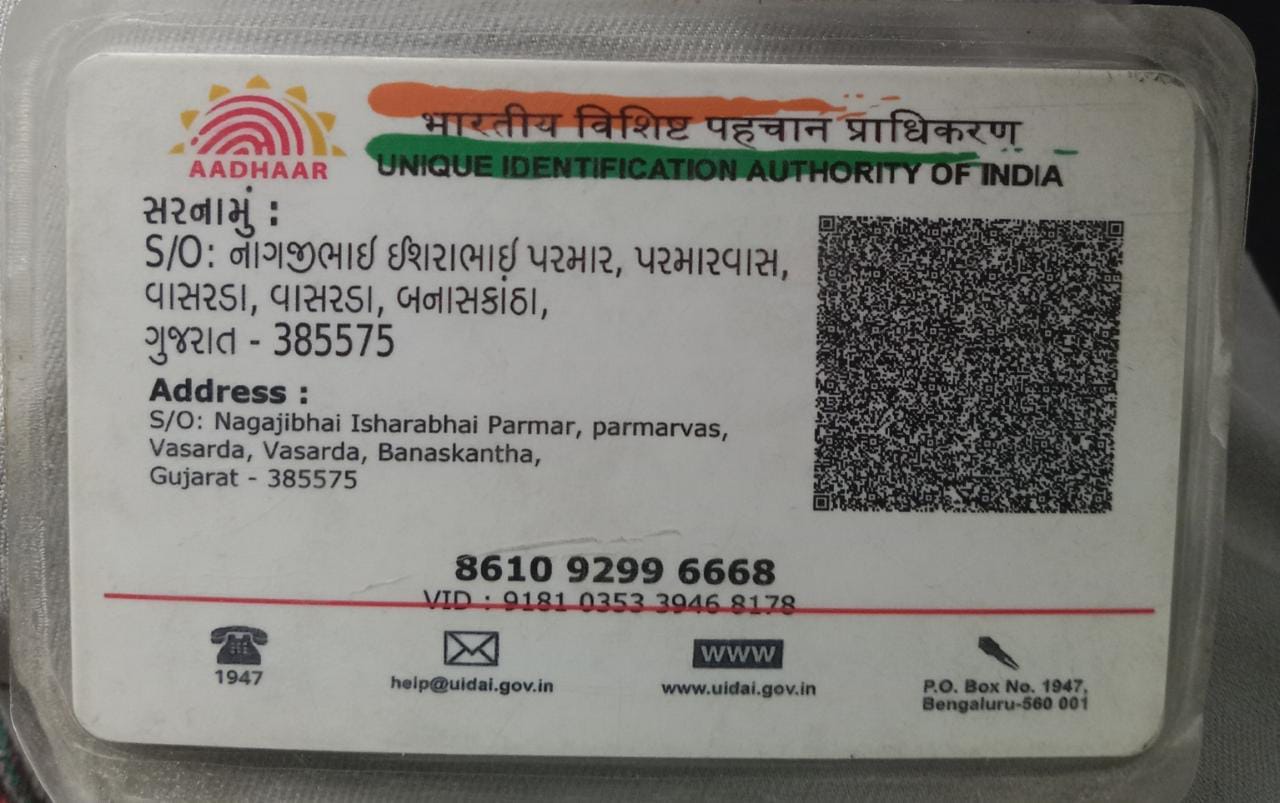 AADHAAR
भारतीय विशिष्ट पहचान प्राधिकरण
UNIQUE IDENTIFICATION AUTHORITY OF INDIA
સરનામું :
S/O: નાગજીભાઈ ઈશરાભાઈ પરમાર, પરમારવાસ,
વાસરડા, વાસરડા, બનાસકાંઠા,
ગુજરાત - 385575
Address :
S/O: Nagajibhai Isharabhai Parmar, parmarvas,
Vasarda, Vasarda, Banaskantha,
Gujarat - 385575
8610 9299 6668
VID : 9181 0353 3946 8178
1947
help@uidai.gov.in
www
www.uidai.gov.in
P.O. Box No. 1947,
Bengaluru-560 001